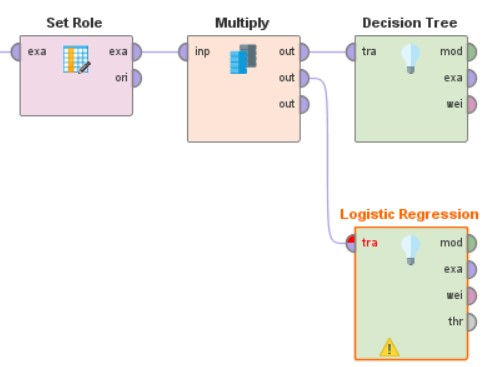 Set Role
exa
exa
ori
Multiply
inp
out
out
out
Decision Tree
tra
mod
exa
wei
Logistic Regression
tra
mod
exa
wei
thr